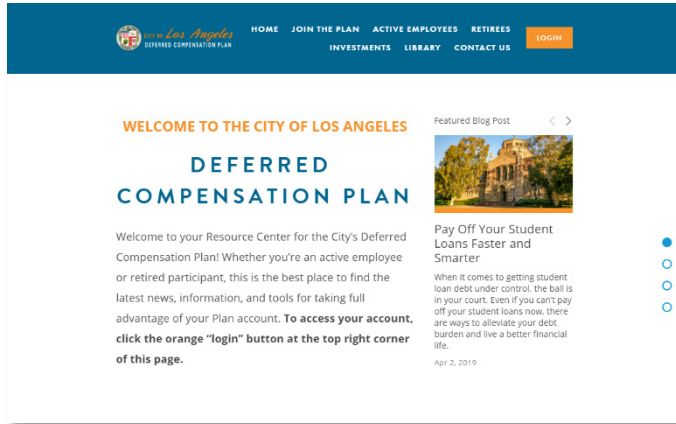 CITY OF Los Angeles
DEFERRED COMPENSATION PLAN
HOME JOIN THE PLAN ACTIVE EMPLOYEES RETIREES
INVESTMENTS LIBRARY CONTACT US
LOGIN
WELCOME TO THE CITY OF LOS ANGELES
DEFERRED
COMPENSATION PLAN
Welcome to your Resource Center for the City's Deferred
Compensation Plan! Whether you're an active employee
or retired participant, this is the best place to find the
latest news, information, and tools for taking full
advantage of your Plan account. To access your account,
click the orange "login" button at the top right corner
of this page.
Featured Blog Post
Pay Off Your Student
Loans Faster and
Smarter
When it comes to getting student
loan debt under control, the ball is
in your court. Even if you can't pay
off your student loans now, there
are ways to alleviate your debt
burden and live a better financial
life.
Apr 2, 2019